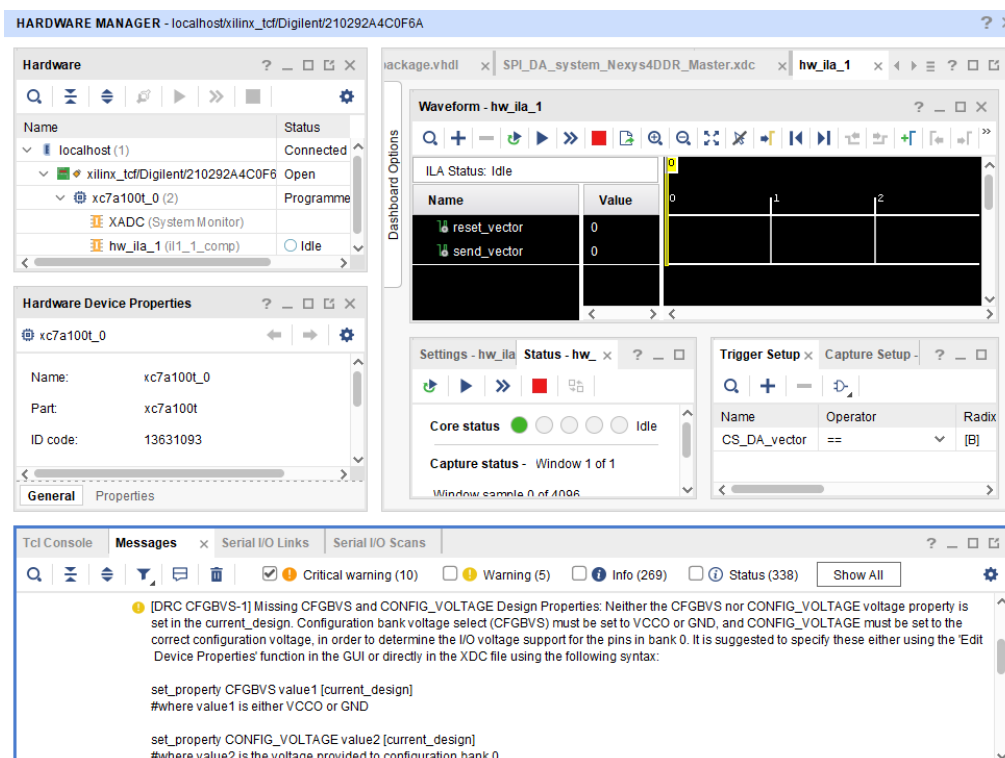 HARDWARE MANAGER - localhost/xilinx_tcf/Digilent/210292A4C0F6A
Hardware
Name Status
localhost (1) Connected
xilinx_tcf/Digilent/210292A4C0F6 Open
xc7a100t_0 (2) Programme
XADC (System Monitor)
hw_ila_1 (il1_1_comp) Idle
Hardware Device Properties
xc7a100t_0
Name: xc7a100t_0
Part: xc7a100t
ID code: 13631093
General Properties
ackage.vhdl SPI_DA_system_Nexys4DDR_Master.xdc hw_ila_1
Dashboard Options
Waveform - hw_ila_1
ILA Status: Idle
Name Value
reset_vector 0
send_vector 0
0
0 1 2
Settings - hw_ila Status - hw_
Core status Idle
Capture status - Window 1 of 1
Window sample 0 of 4096
Trigger Setup Capture Setup -
Name Operator Radix
CS_DA_vector == [B]
Tcl Console Messages Serial I/O Links Serial I/O Scans
Critical warning (10) Warning (5) Info (269) Status (338) Show All
[DRC CFGBVS-1] Missing CFGBVS and CONFIG_VOLTAGE Design Properties: Neither the CFGBVS nor CONFIG_VOLTAGE voltage property is
set in the current_design. Configuration bank voltage select (CFGBVS) must be set to VCCO or GND, and CONFIG_VOLTAGE must be set to the
correct configuration voltage, in order to determine the I/O voltage support for the pins in bank 0. It is suggested to specify these either using the 'Edit
Device Properties' function in the GUI or directly in the XDC file using the following syntax:
set_property CFGBVS value1 [current_design]
#where value1 is either VCCO or GND
set_property CONFIG_VOLTAGE value2 [current_design]
#where value2 is the voltage provided to configuration bank 0